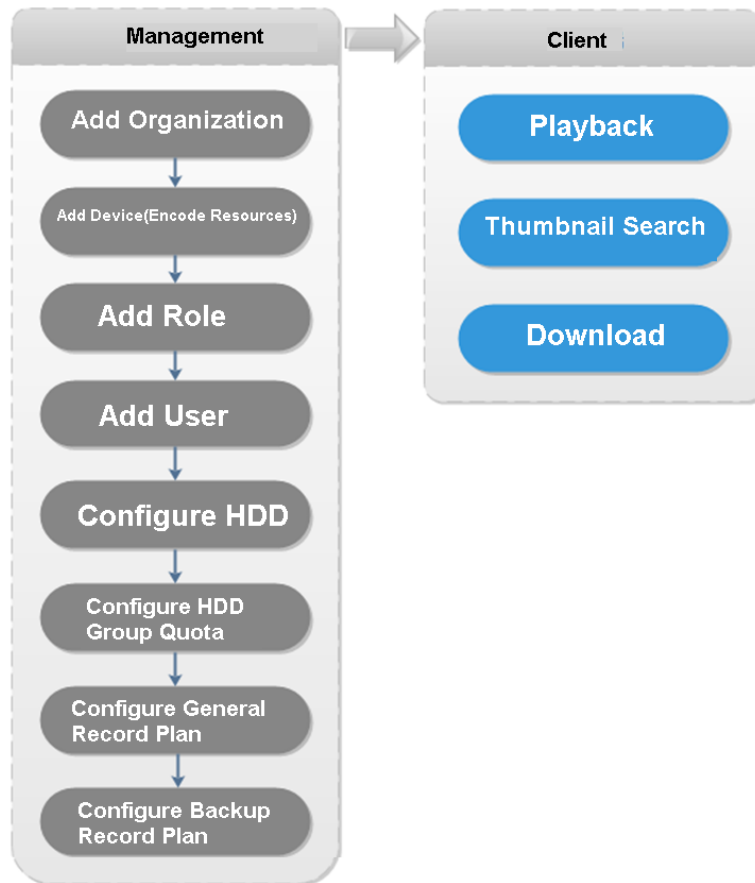 Management
Add Organization
Add Device(Encode Resources)
Add Role
Add User
Configure HDD
Configure HDD
Group Quota
Configure General
Record Plan
Configure Backup
Record Plan
Client
Playback
Thumbnail Search
Download